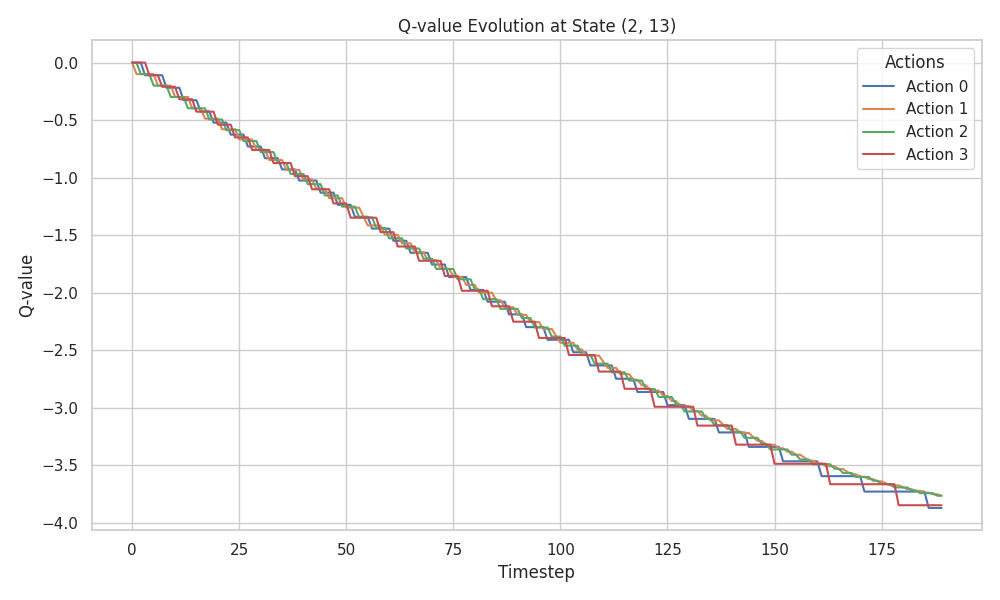 Q-value Evolution at State (2, 13)
Actions
Action 0
Action 1
Action 2
Action 3
Q-value
0.0
−0.5
−1.0
−1.5
−2.0
−2.5
−3.0
−3.5
−4.0
0 25 50 75 100 125 150 175
Timestep